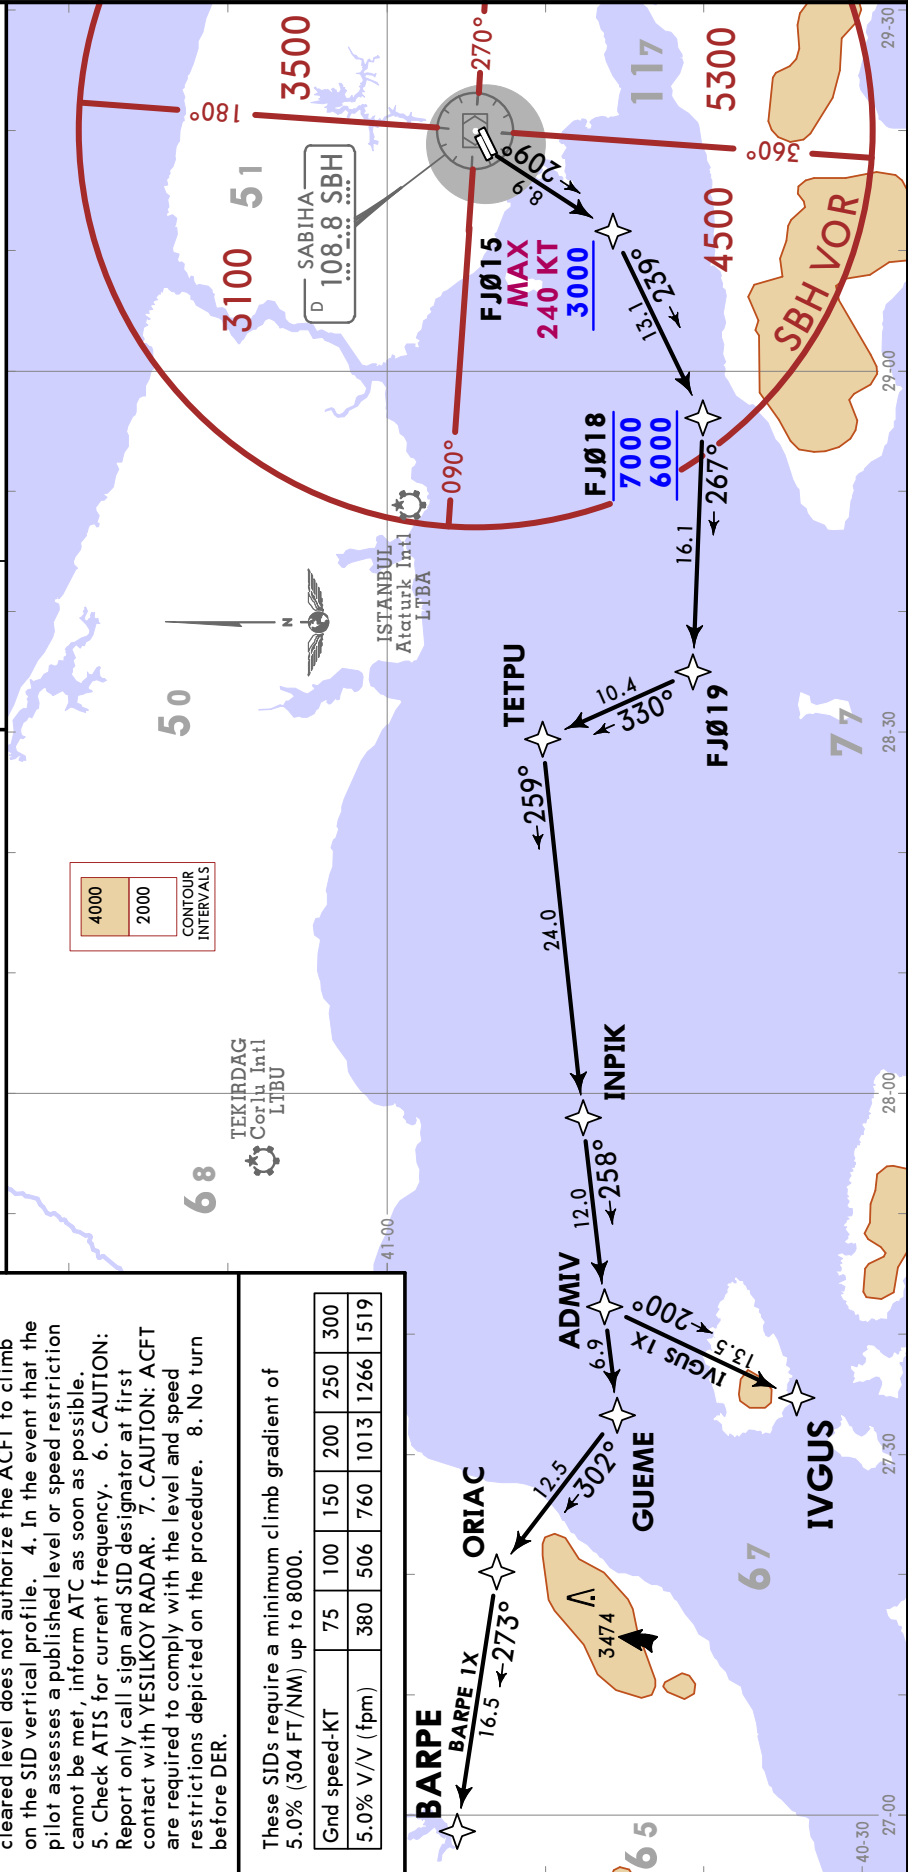 cleared level does not authorize the ACFT to climb
on the SID vertical profile.  4. In the event that the
pilot assesses a published level or speed restriction
cannot be met, inform ATC as soon as possible.
5. Check ATIS for current frequency.  6. CAUTION:
Report only call sign and SID designator at first
contact with YESILKOY RADAR.  7. CAUTION: ACFT
are required to comply with the level and speed
restrictions depicted on the procedure.  8. No turn
before DER.
These SIDs require a minimum climb gradient of
5.0% (304 FT/NM) up to 8000.
Gnd speed-KT 75 100 150 200 250 300
5.0% V/V (fpm) 380 506 760 1013 1266 1519
4000
2000
CONTOUR
INTERVALS
TEKIRDAG
Corlu Intl
LTBU
68
50
51
N
ISTANBUL
Ataturk Intl
LTBA
SABIHA
D 108.8 SBH
3100
3500
180°
270°
090°
360°
4500
5300
SBH VOR
117
209°
8.9
FJØ15
MAX
240 KT
3000
239°
13.1
FJØ18
7000
6000
267°
16.1
FJØ19
330°
10.4
TETPU
259°
24.0
INPIK
258°
12.0
ADMIV
200°
13.5
IVGUS 1X
IVGUS
6.9
GUEME
302°
12.5
ORIAC
273°
16.5
BARPE 1X
BARPE
3474
77
67
65
41-00
40-30
27-00
27-30
28-00
28-30
29-00
29-30